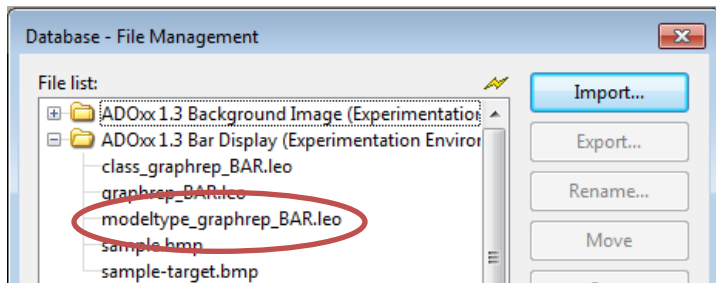 Database - File Management
File list:
Import...
ADOxx 1.3 Background Image (Experimentation
ADOxx 1.3 Bar Display (Experimentation Enviror
Export...
class_graphrep_BAR.leo
graphrep_BAR.leo
Rename...
modeltype_graphrep_BAR.leo
sample.bmp
Move
sample-target.bmp